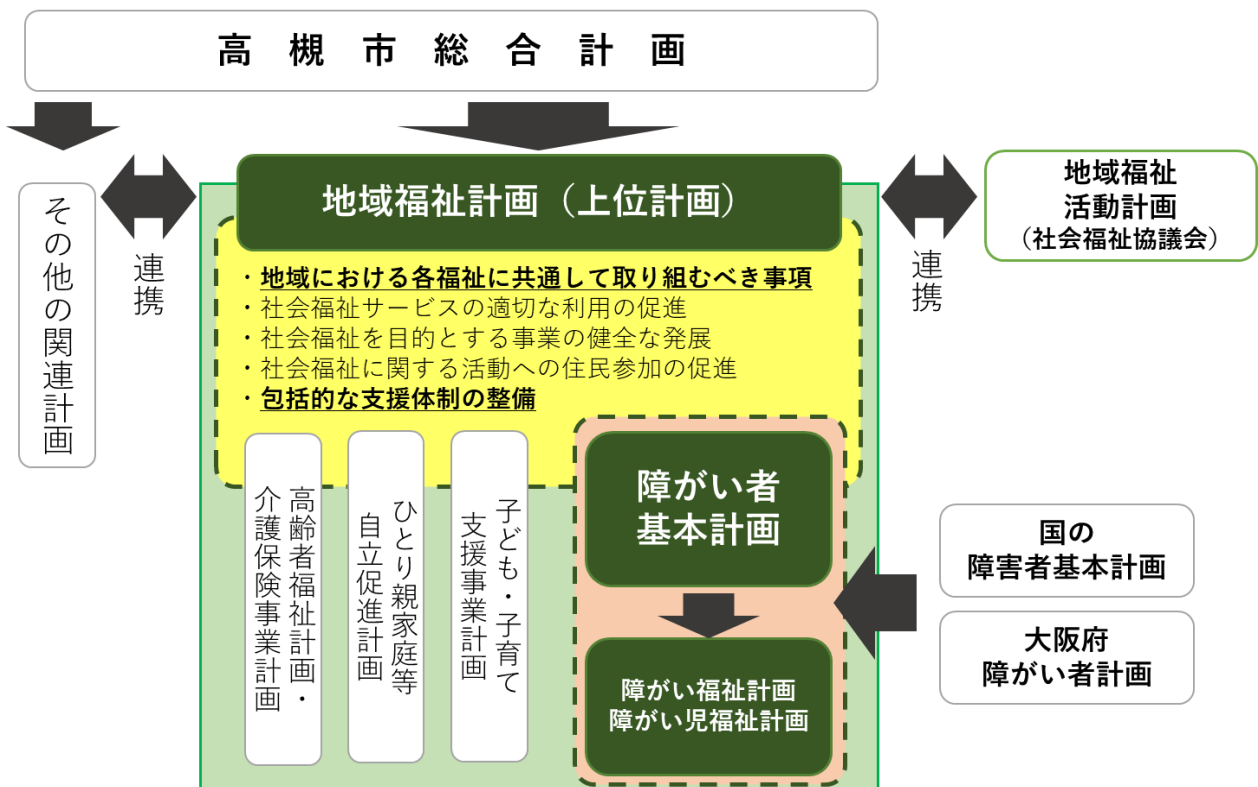 高槻市総合計画
地域福祉計画（上位計画）
地域福祉
活動計画
（社会福祉協議会）
連携
連携
その他の関連計画
・地域における各福祉に共通して取り組むべき事項
・社会福祉サービスの適切な利用の促進
・社会福祉を目的とする事業の健全な発展
・社会福祉に関する活動への住民参加の促進
・包括的な支援体制の整備
高齢者福祉計画・
介護保険事業計画
ひとり親家庭等
自立促進計画
子ども・子育て
支援事業計画
障がい者
基本計画
障がい福祉計画
障がい児福祉計画
国の
障害者基本計画
大阪府
障がい者計画